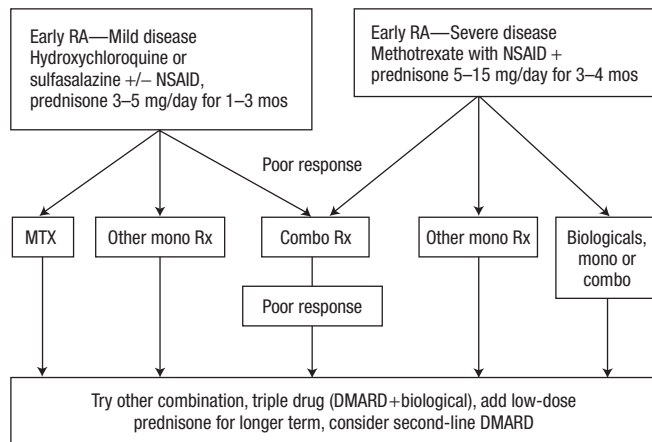 Early RA—Mild disease
Hydroxychloroquine or
sulfasalazine +/− NSAID,
prednisone 3–5 mg/day for 1–3 mos
Early RA—Severe disease
Methotrexate with NSAID +
prednisone 5–15 mg/day for 3–4 mos
Poor response
MTX
Other mono Rx
Combo Rx
Other mono Rx
Biologicals,
mono or
combo
Poor response
Try other combination, triple drug (DMARD+biological), add low-dose
prednisone for longer term, consider second-line DMARD